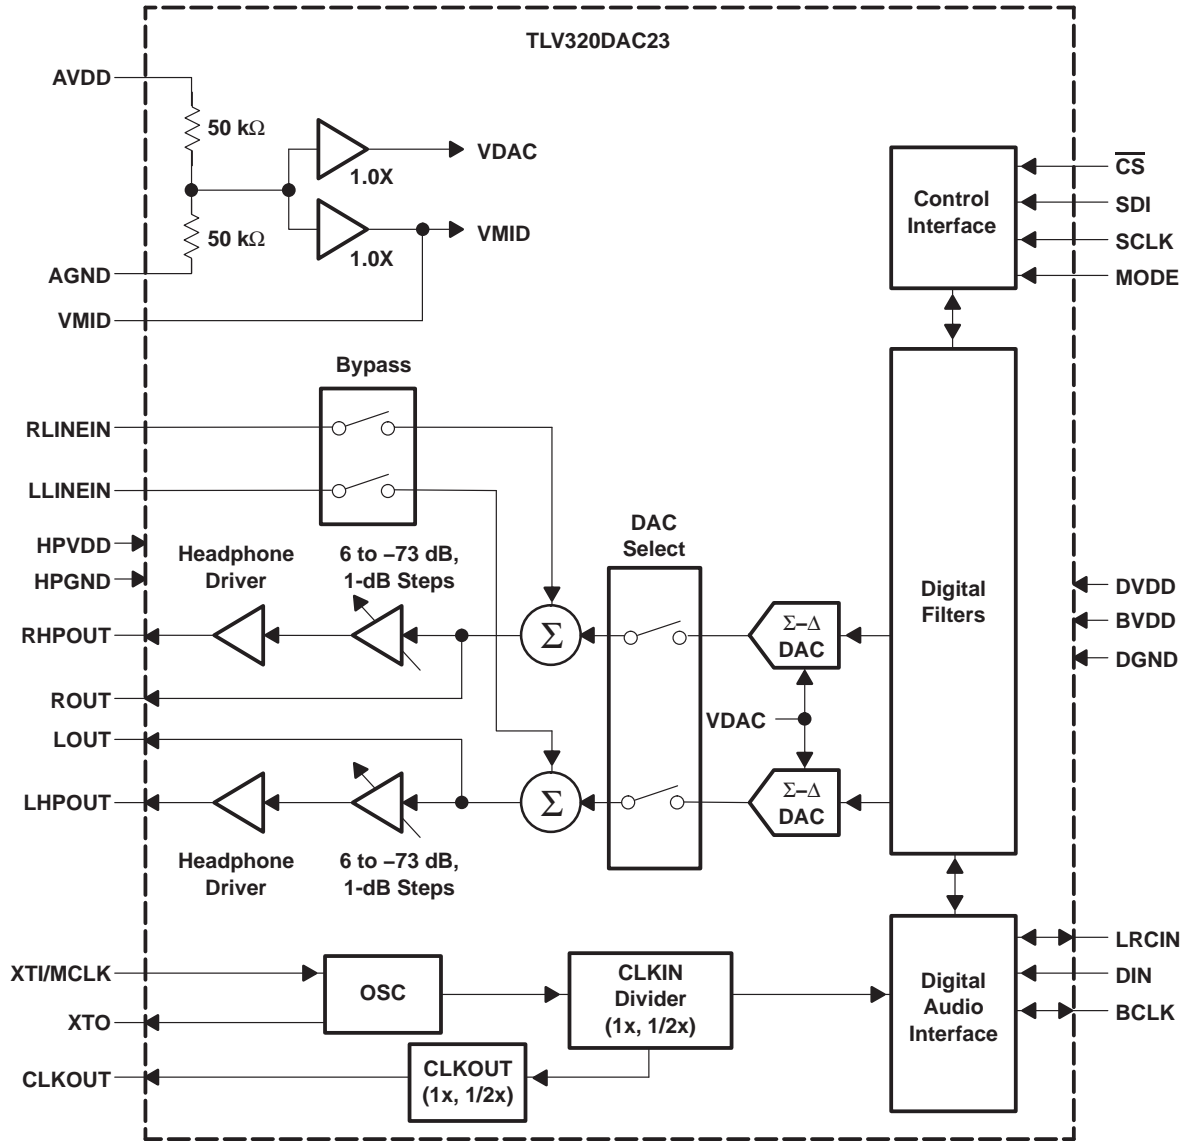 TLV320DAC23
AVDD
50 kΩ
VDAC
1.0X
50 kΩ
VMID
1.0X
AGND
VMID
Control
Interface
CS
SDI
SCLK
MODE
Bypass
RLINEIN
LLINEIN
HPVDD
HPGND
Headphone
Driver
6 to –73 dB,
1-dB Steps
DAC
Select
Digital
Filters
DVDD
BVDD
DGND
RHPOUT
Σ
Σ–Δ
DAC
ROUT
VDAC
LOUT
LHPOUT
Σ
Σ–Δ
DAC
Headphone
Driver
6 to –73 dB,
1-dB Steps
XTI/MCLK
OSC
XTO
CLKIN
Divider
(1x, 1/2x)
CLKOUT
CLKOUT
(1x, 1/2x)
Digital
Audio
Interface
LRCIN
DIN
BCLK